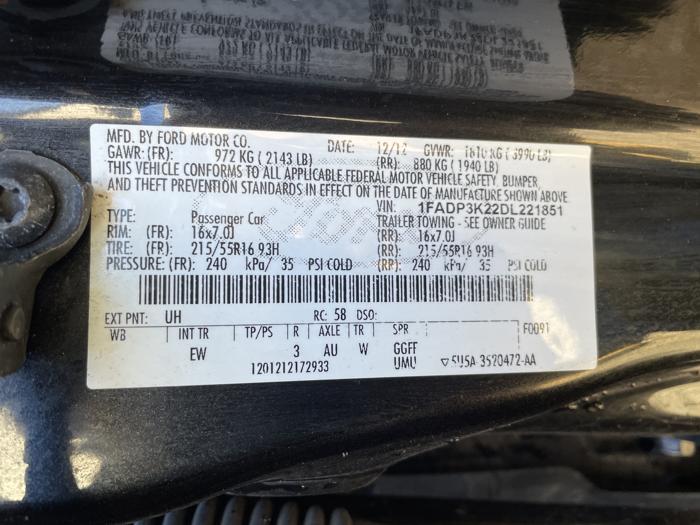 MFD. BY FORD MOTOR CO. DATE: 12/12 GVWR: 1810 KG ( 3990 LB)
GAWR: (FR): 972 KG ( 2143 LB) (RR): 880 KG ( 1940 LB)
THIS VEHICLE CONFORMS TO ALL APPLICABLE FEDERAL MOTOR VEHICLE SAFETY, BUMPER,
AND THEFT PREVENTION STANDARDS IN EFFECT ON THE DATE OF MANUFACTURE SHOWN ABOVE.
VIN: 1FADP3K22DL221851
TYPE: Passenger Car TRAILER TOWING - SEE OWNER GUIDE
RIM: (FR): 16x7.0J (RR): 16x7.0J
TIRE: (FR): 215/55R16 93H (RR): 215/55R16 93H
PRESSURE: (FR): 240 kPa/ 35 PSI COLD (RR): 240 kPa/ 35 PSI COLD
EXT PNT: UH RC: 58 DSO: F0091
WB INT TR TP/PS R AXLE TR SPR
EW 3 AU W GGFF
1201212172933 UMU ▽5U5A-3520472-AA